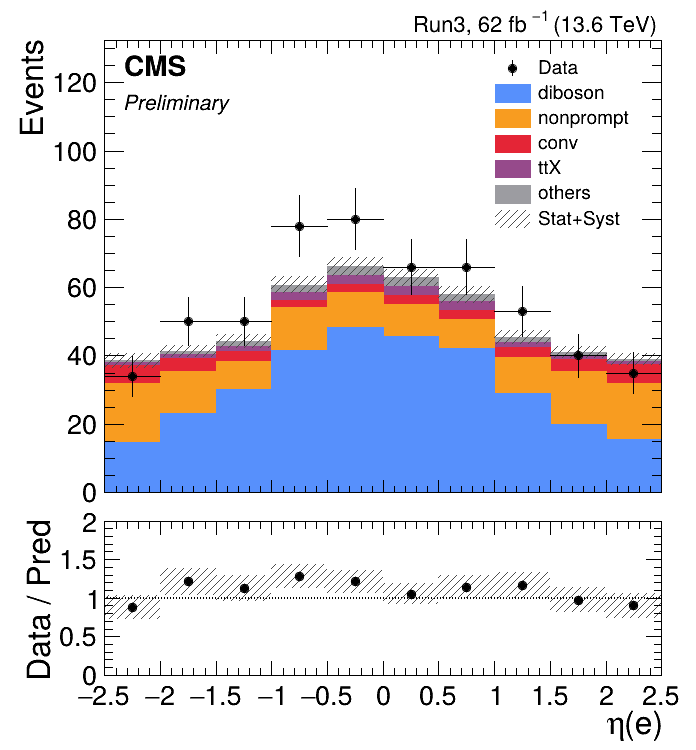 Run3, 62 fb⁻¹ (13.6 TeV)
CMS
Preliminary
Events
120
100
80
60
40
20
0
Data
diboson
nonprompt
conv
ttX
others
Stat+Syst
Data / Pred
2
1.5
1
0.5
0
−2.5 −2 −1.5 −1 −0.5 0 0.5 1 1.5 2 2.5
η(e)